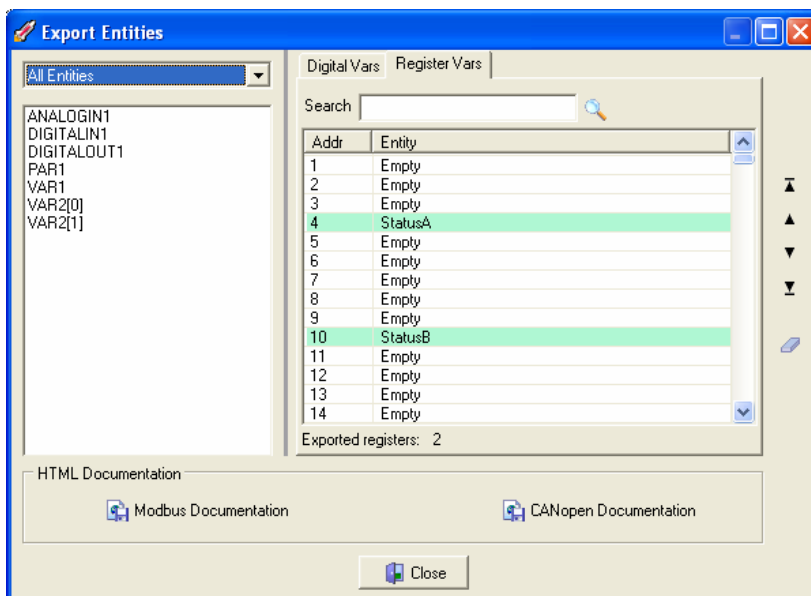 Export Entities
All Entities
ANALOGIN1
DIGITALIN1
DIGITALOUT1
PAR1
VAR1
VAR2[0]
VAR2[1]
Digital Vars Register Vars
Search
Addr Entity
1 Empty
2 Empty
3 Empty
4 StatusA
5 Empty
6 Empty
7 Empty
8 Empty
9 Empty
10 StatusB
11 Empty
12 Empty
13 Empty
14 Empty
Exported registers: 2
HTML Documentation
Modbus Documentation CANopen Documentation
Close